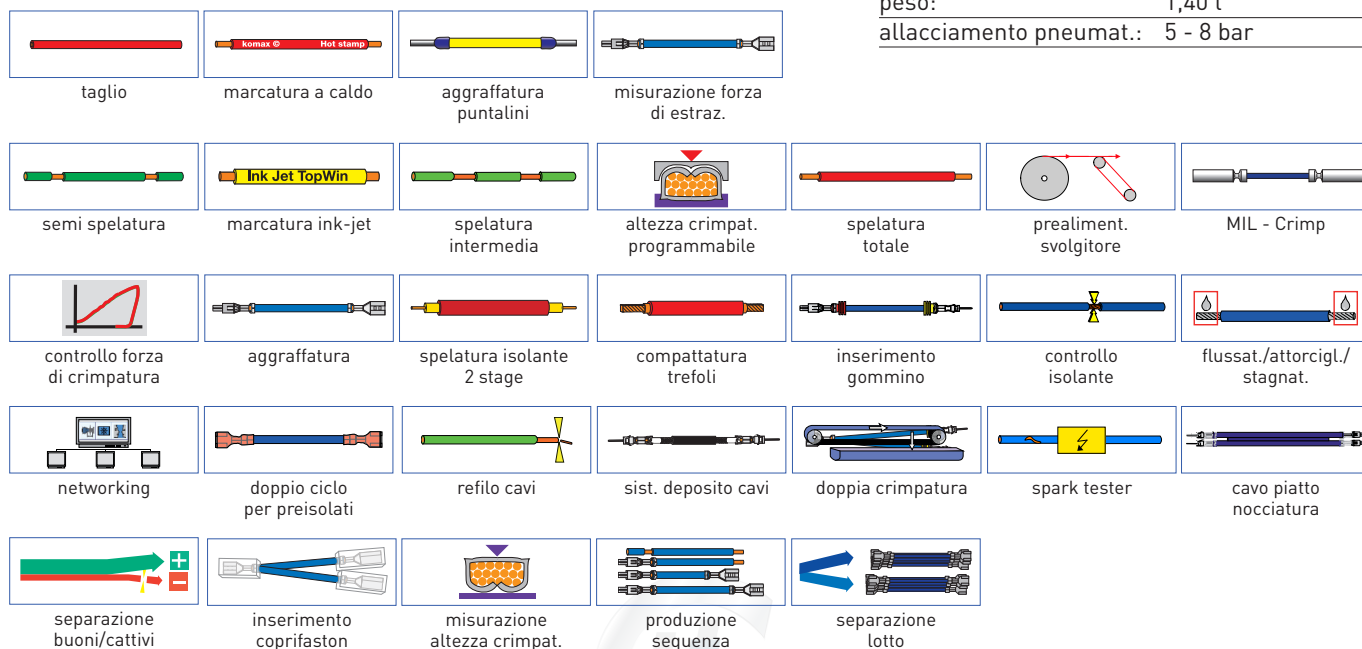 peso: 1,40 t
allacciamento pneumat.: 5 - 8 bar
komax © Hot stamp
taglio
marcatura a caldo
aggraffatura
puntalini
misurazione forza
di estraz.
Ink Jet TopWin
semi spelatura
marcatura ink-jet
spelatura
intermedia
altezza crimpat.
programmabile
spelatura
totale
prealiment.
svolgitore
MIL - Crimp
controllo forza
di crimpatura
aggraffatura
spelatura isolante
2 stage
compattatura
trefoli
inserimento
gommino
controllo
isolante
flussat./attorcigl./
stagnat.
networking
doppio ciclo
per preisolati
refilo cavi
sist. deposito cavi
doppia crimpatura
spark tester
cavo piatto
nocciatura
+
-
separazione
buoni/cattivi
inserimento
coprifaston
misurazione
altezza crimpat.
produzione
sequenza
separazione
lotto